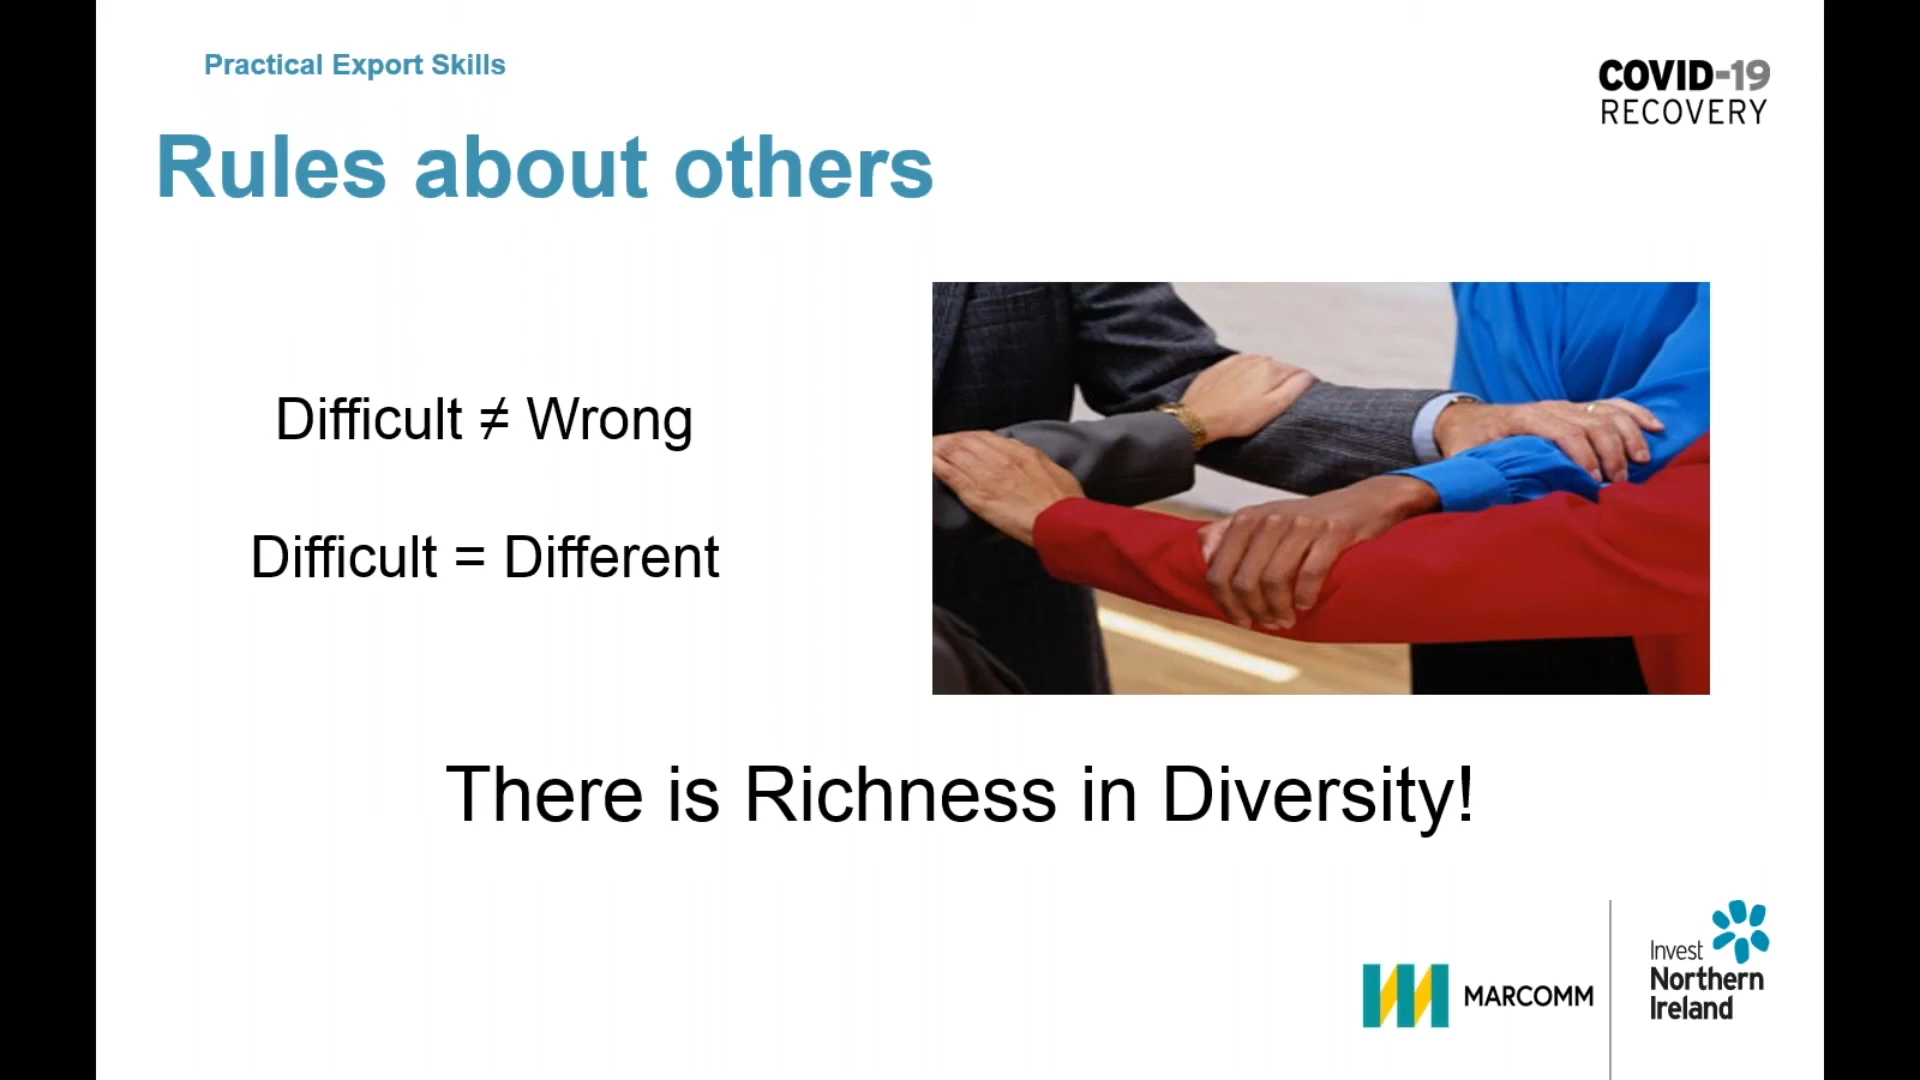 Practical Export Skills
COVID-19
RECOVERY
Rules about others
Difficult ≠ Wrong
Difficult = Different
There is Richness in Diversity!
MARCOMM
Invest
Northern
Ireland